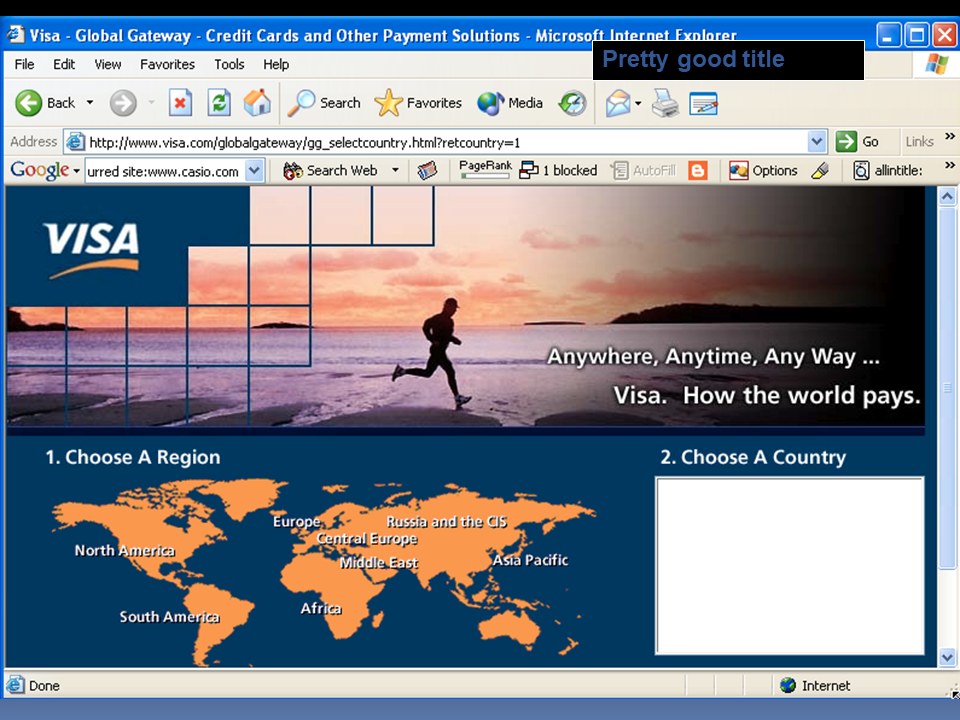 Visa - Global Gateway - Credit Cards and Other Payment Solutions - Microsoft Internet Explorer
Pretty good title
File Edit View Favorites Tools Help
Back Search Favorites Media
Address http://www.visa.com/globalgateway/gg_selectcountry.html?retcountry=1 Go Links »
Google urred site:www.casio.com Search Web PageRank 1 blocked AutoFill Options allintitle: »
VISA
Anywhere, Anytime, Any Way ...
Visa. How the world pays.
1. Choose A Region
2. Choose A Country
Europe
Russia and the CIS
Central Europe
North America
Middle East
Asia Pacific
Africa
South America
Done Internet